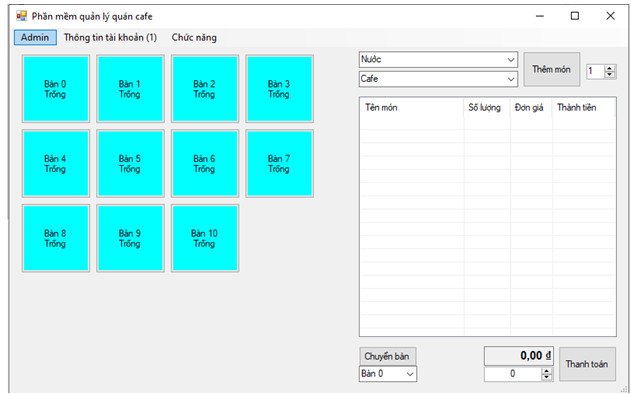 Phần mềm quản lý quán cafe
Admin Thông tin tài khoản (1) Chức năng
Bàn 0
Trống
Bàn 1
Trống
Bàn 2
Trống
Bàn 3
Trống
Bàn 4
Trống
Bàn 5
Trống
Bàn 6
Trống
Bàn 7
Trống
Bàn 8
Trống
Bàn 9
Trống
Bàn 10
Trống
Nước
Cafe
Thêm món
1
Tên món Số lượng Đơn giá Thành tiền
Chuyển bàn
Bàn 0
0,00 ₫
0
Thanh toán